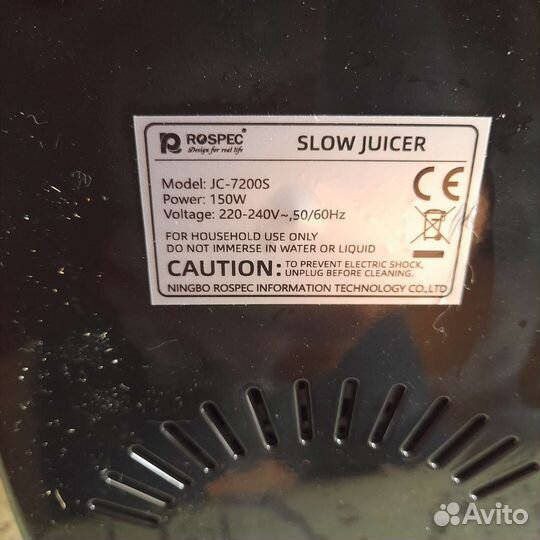 ROSPEC®
Design for real life
SLOW JUICER
Model: JC-7200S
Power: 150W
Voltage: 220-240V~,50/60Hz
FOR HOUSEHOLD USE ONLY
DO NOT IMMERSE IN WATER OR LIQUID
CAUTION: TO PREVENT ELECTRIC SHOCK,
UNPLUG BEFORE CLEANING.
NINGBO ROSPEC INFORMATION TECHNOLOGY CO.,LTD
CE
Avito